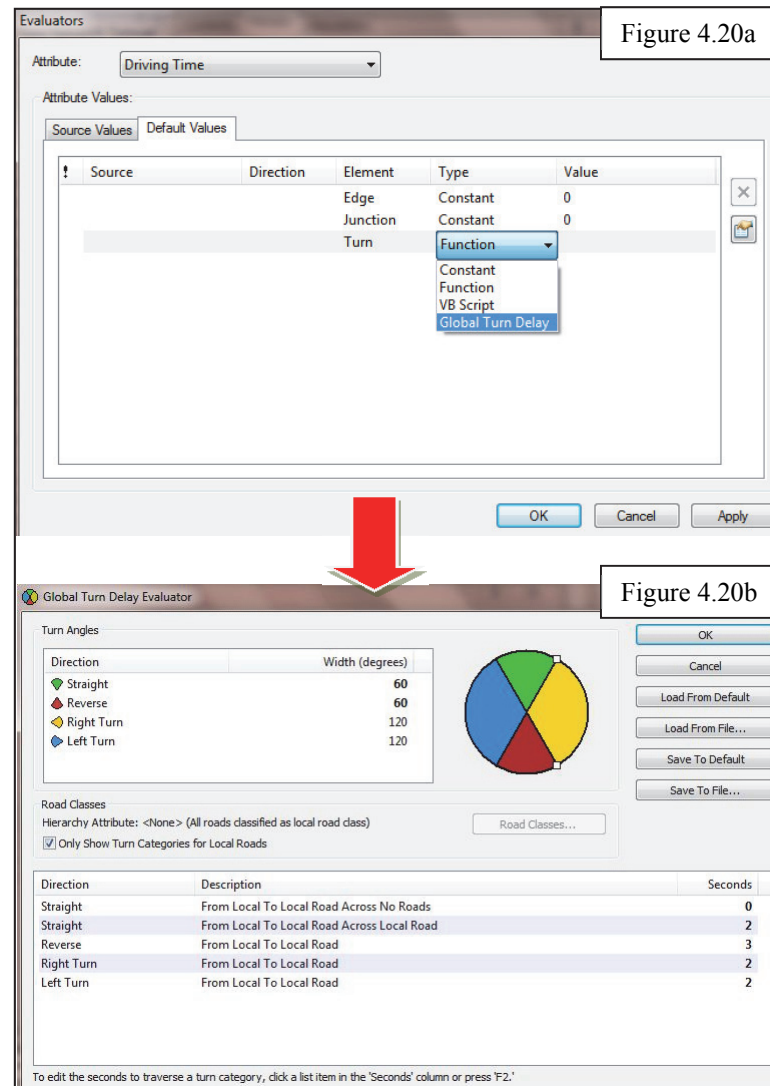 Evaluators
Figure 4.20a
Attribute: Driving Time
Attribute Values:
Source Values Default Values
! Source Direction Element Type Value
Edge Constant 0
Junction Constant 0
Turn Function
Constant
Function
VB Script
Global Turn Delay
OK Cancel Apply
Figure 4.20b
Global Turn Delay Evaluator
Turn Angles
OK
Direction Width (degrees)
Cancel
Straight 60
Reverse 60
Load From Default
Right Turn 120
Load From File...
Left Turn 120
Save To Default
Save To File...
Road Classes
Hierarchy Attribute: <None> (All roads classified as local road class)
Road Classes...
Only Show Turn Categories for Local Roads
Direction Description Seconds
Straight From Local To Local Road Across No Roads 0
Straight From Local To Local Road Across Local Road 2
Reverse From Local To Local Road 3
Right Turn From Local To Local Road 2
Left Turn From Local To Local Road 2
To edit the seconds to traverse a turn category, click a list item in the 'Seconds' column or press 'F2.'